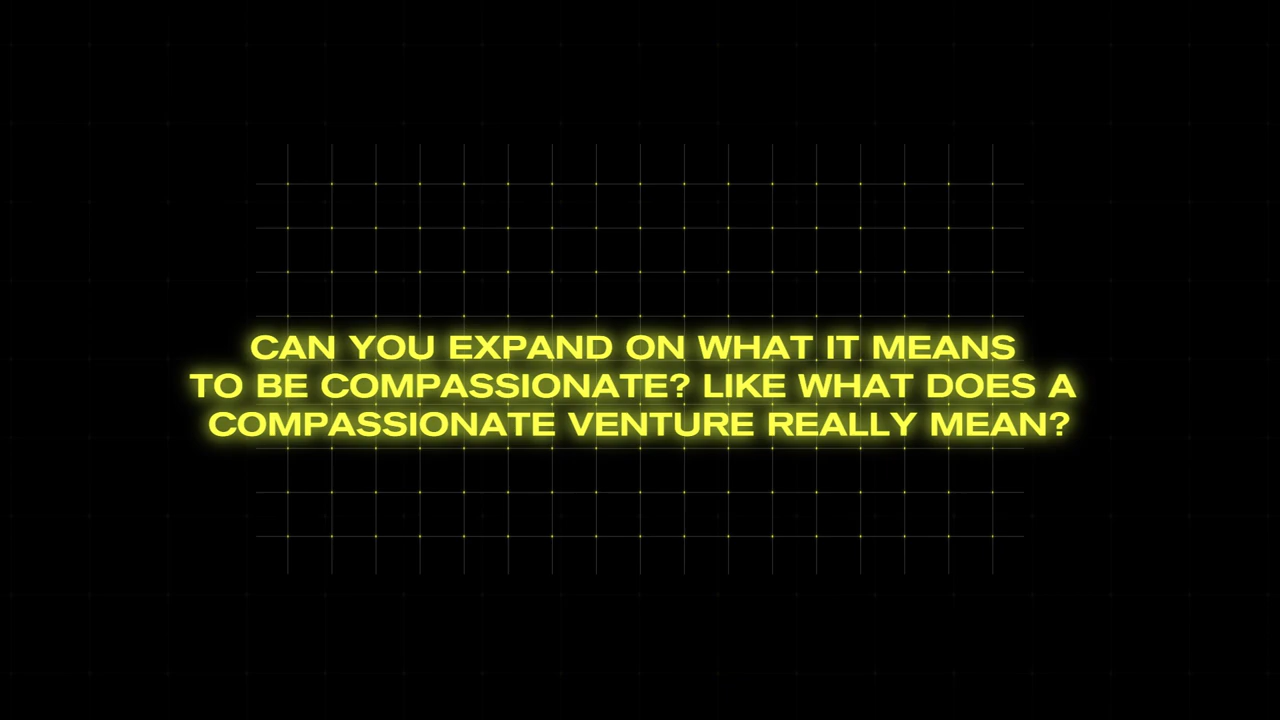 CAN YOU EXPAND ON WHAT IT MEANS
TO BE COMPASSIONATE? LIKE WHAT DOES A
COMPASSIONATE VENTURE REALLY MEAN?